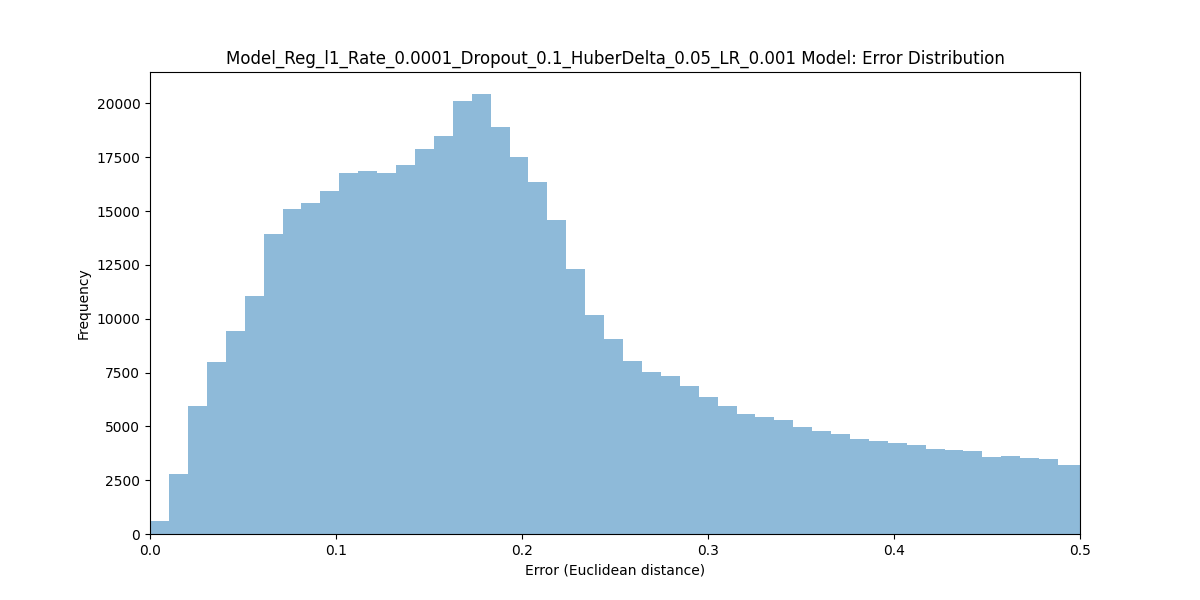 Model_Reg_l1_Rate_0.0001_Dropout_0.1_HuberDelta_0.05_LR_0.001 Model: Error Distribution
20000
17500
15000
12500
10000
7500
5000
2500
0
Frequency
0.0 0.1 0.2 0.3 0.4 0.5
Error (Euclidean distance)